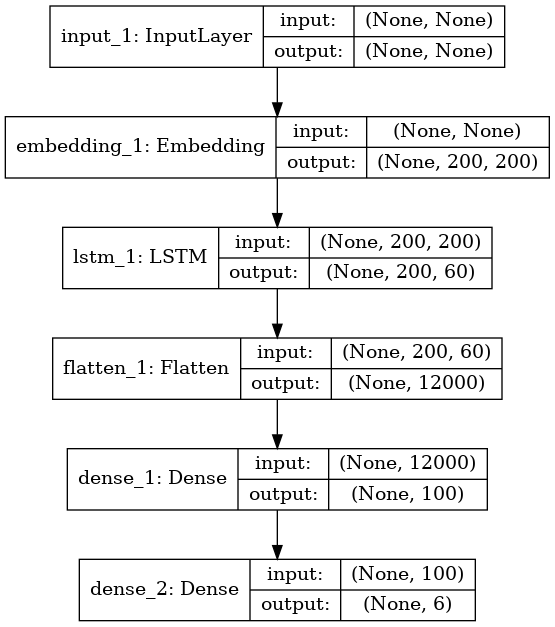 input_1: InputLayer
input: (None, None)
output: (None, None)
embedding_1: Embedding
input: (None, None)
output: (None, 200, 200)
lstm_1: LSTM
input: (None, 200, 200)
output: (None, 200, 60)
flatten_1: Flatten
input: (None, 200, 60)
output: (None, 12000)
dense_1: Dense
input: (None, 12000)
output: (None, 100)
dense_2: Dense
input: (None, 100)
output: (None, 6)